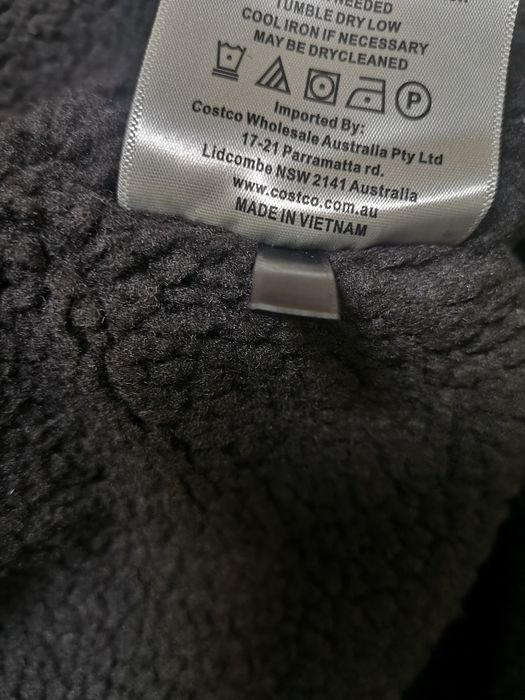 NEEDED
TUMBLE DRY LOW
COOL IRON IF NECESSARY
MAY BE DRYCLEANED
P
Imported By:
Costco Wholesale Australia Pty Ltd
17-21 Parramatta rd.
Lidcombe NSW 2141 Australia
www.costco.com.au
MADE IN VIETNAM